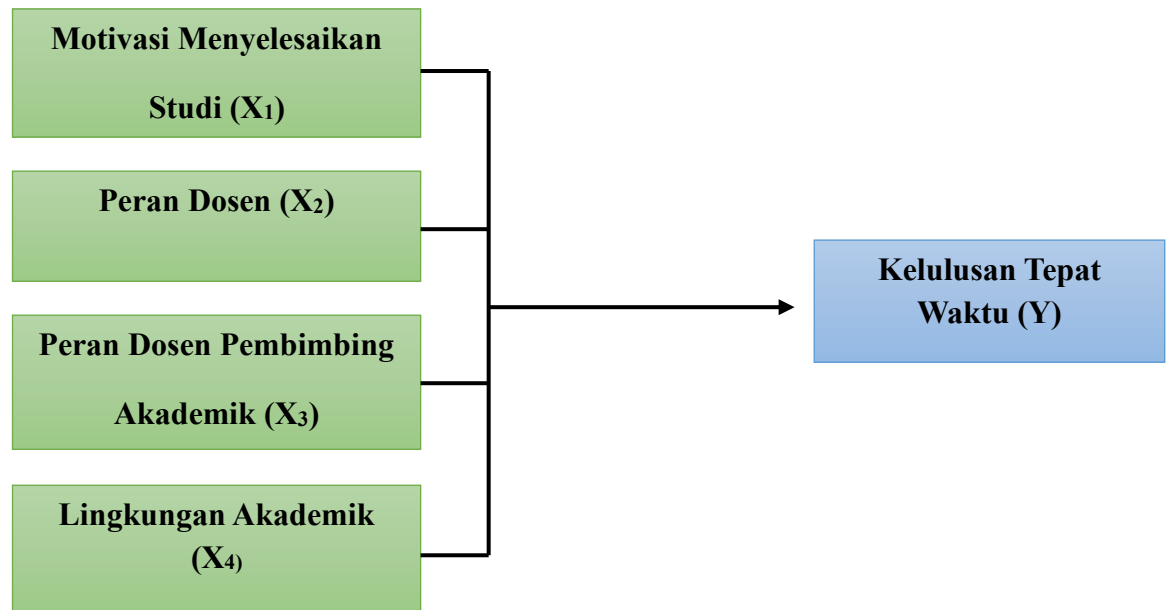 Motivasi Menyelesaikan
Studi (X₁)
Peran Dosen (X₂)
Peran Dosen Pembimbing
Akademik (X₃)
Lingkungan Akademik
(X₄)
Kelulusan Tepat
Waktu (Y)